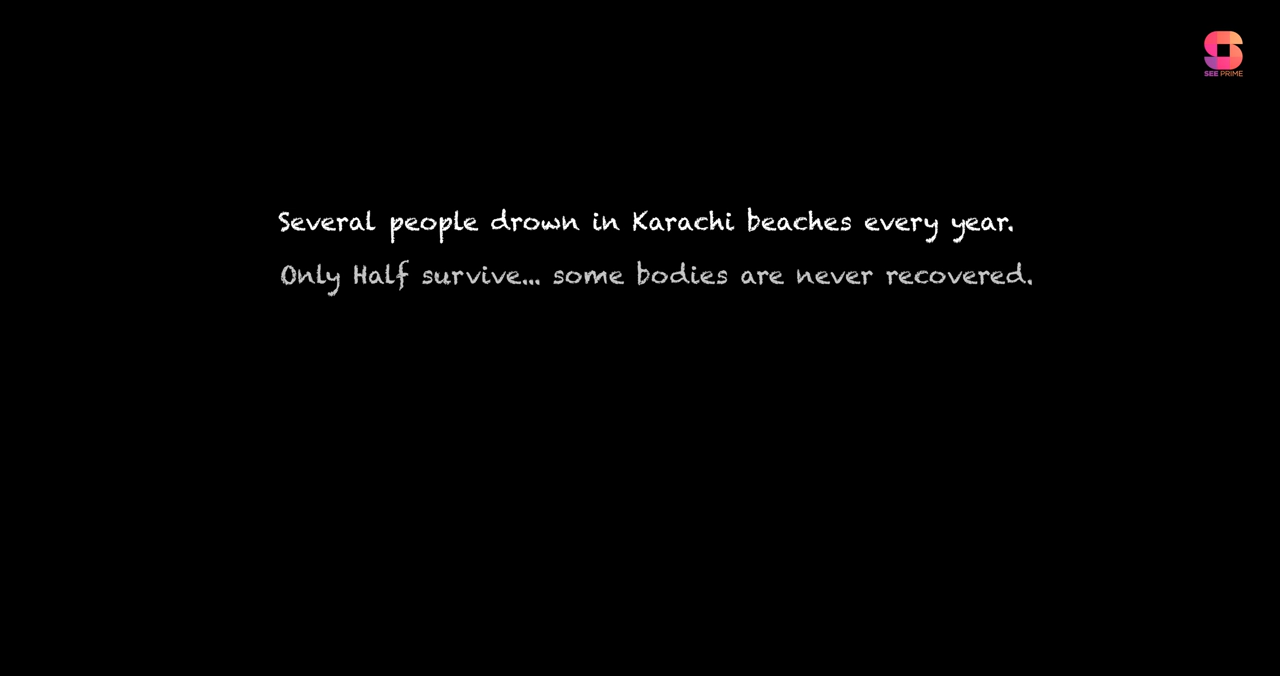 SEE PRIME
Several people drown in Karachi beaches every year.
Only Half survive... some bodies are never recovered.